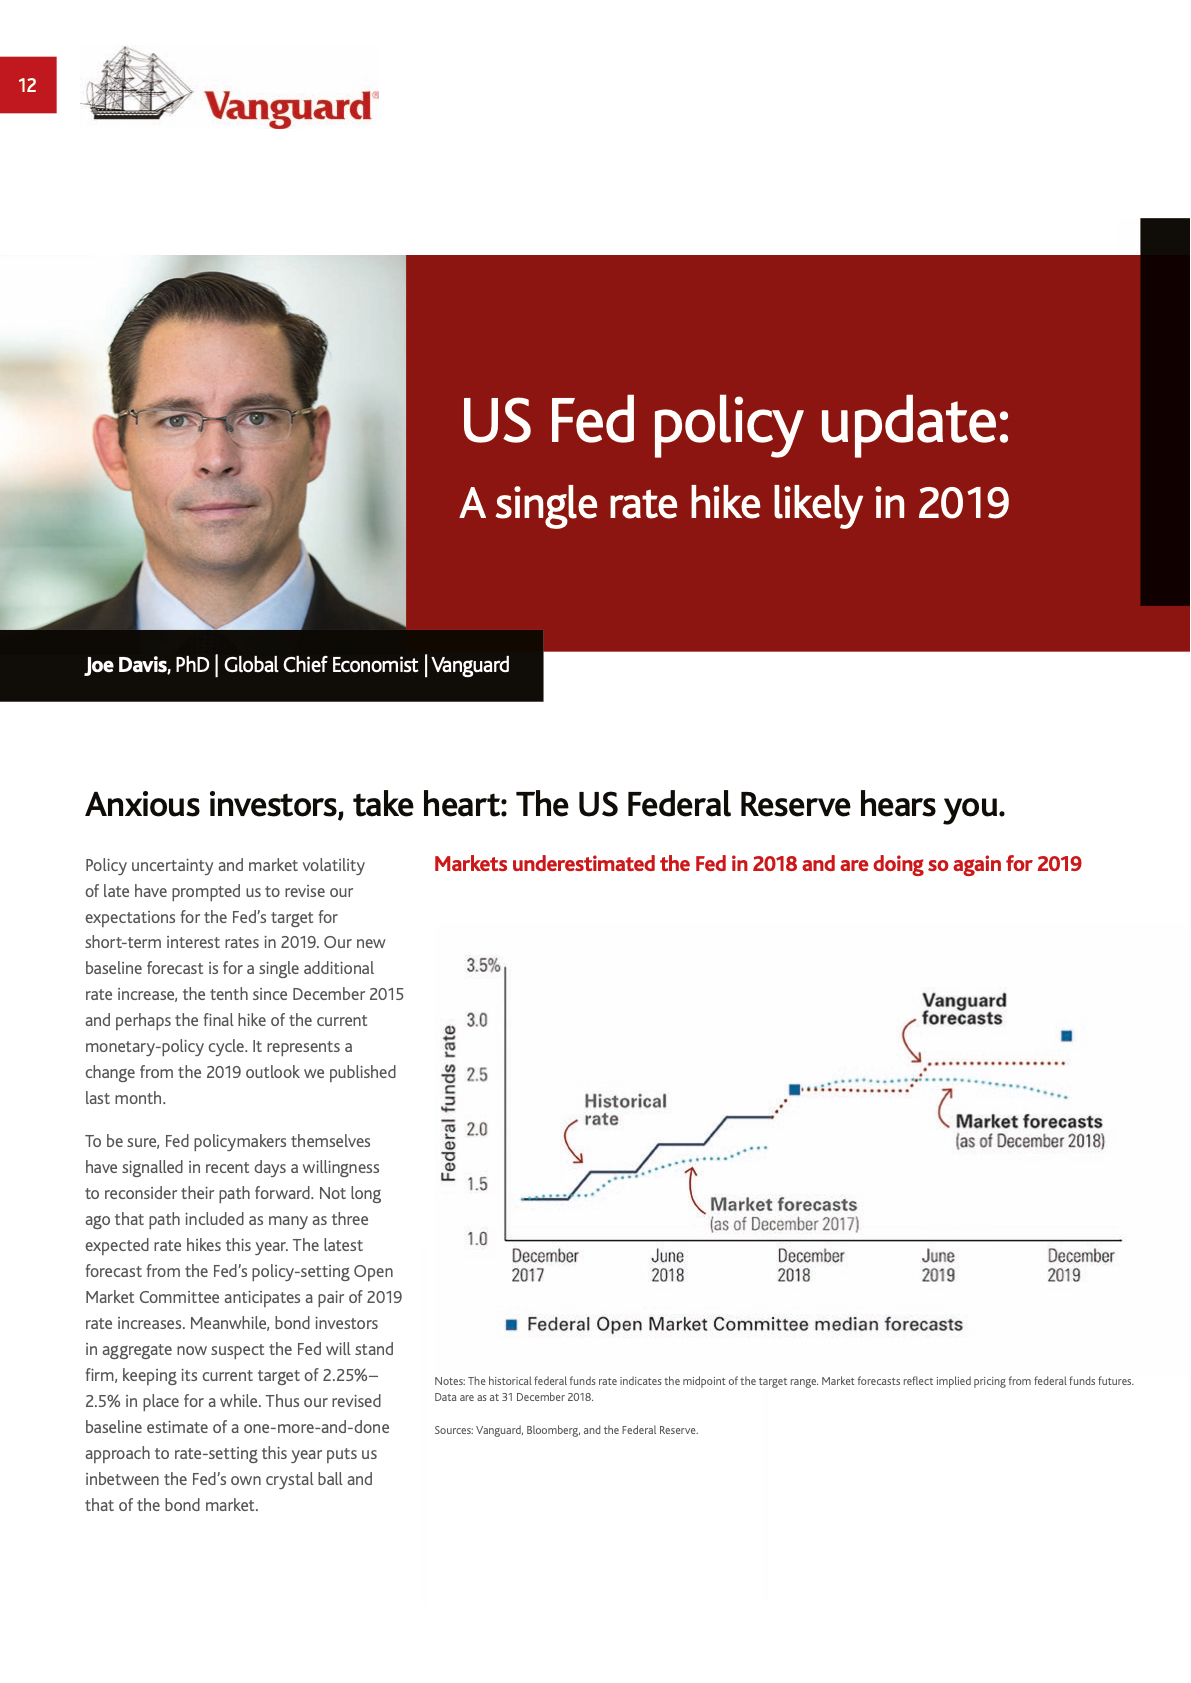 12
Vanguard®
US Fed policy update:
A single rate hike likely in 2019
Joe Davis, PhD | Global Chief Economist | Vanguard
Anxious investors, take heart: The US Federal Reserve hears you.
Policy uncertainty and market volatility
of late have prompted us to revise our
expectations for the Fed’s target for
short-term interest rates in 2019. Our new
baseline forecast is for a single additional
rate increase, the tenth since December 2015
and perhaps the final hike of the current
monetary-policy cycle. It represents a
change from the 2019 outlook we published
last month.
To be sure, Fed policymakers themselves
have signalled in recent days a willingness
to reconsider their path forward. Not long
ago that path included as many as three
expected rate hikes this year. The latest
forecast from the Fed’s policy-setting Open
Market Committee anticipates a pair of 2019
rate increases. Meanwhile, bond investors
in aggregate now suspect the Fed will stand
firm, keeping its current target of 2.25%–
2.5% in place for a while. Thus our revised
baseline estimate of a one-more-and-done
approach to rate-setting this year puts us
inbetween the Fed’s own crystal ball and
that of the bond market.
Markets underestimated the Fed in 2018 and are doing so again for 2019
Federal funds rate
3.5%
3.0
2.5
2.0
1.5
1.0
Vanguard
forecasts
Historical
rate
Market forecasts
(as of December 2018)
Market forecasts
(as of December 2017)
December June December June December
2017 2018 2018 2019 2019
Federal Open Market Committee median forecasts
Notes: The historical federal funds rate indicates the midpoint of the target range. Market forecasts reflect implied pricing from federal funds futures.
Data are as at 31 December 2018.
Sources: Vanguard, Bloomberg, and the Federal Reserve.